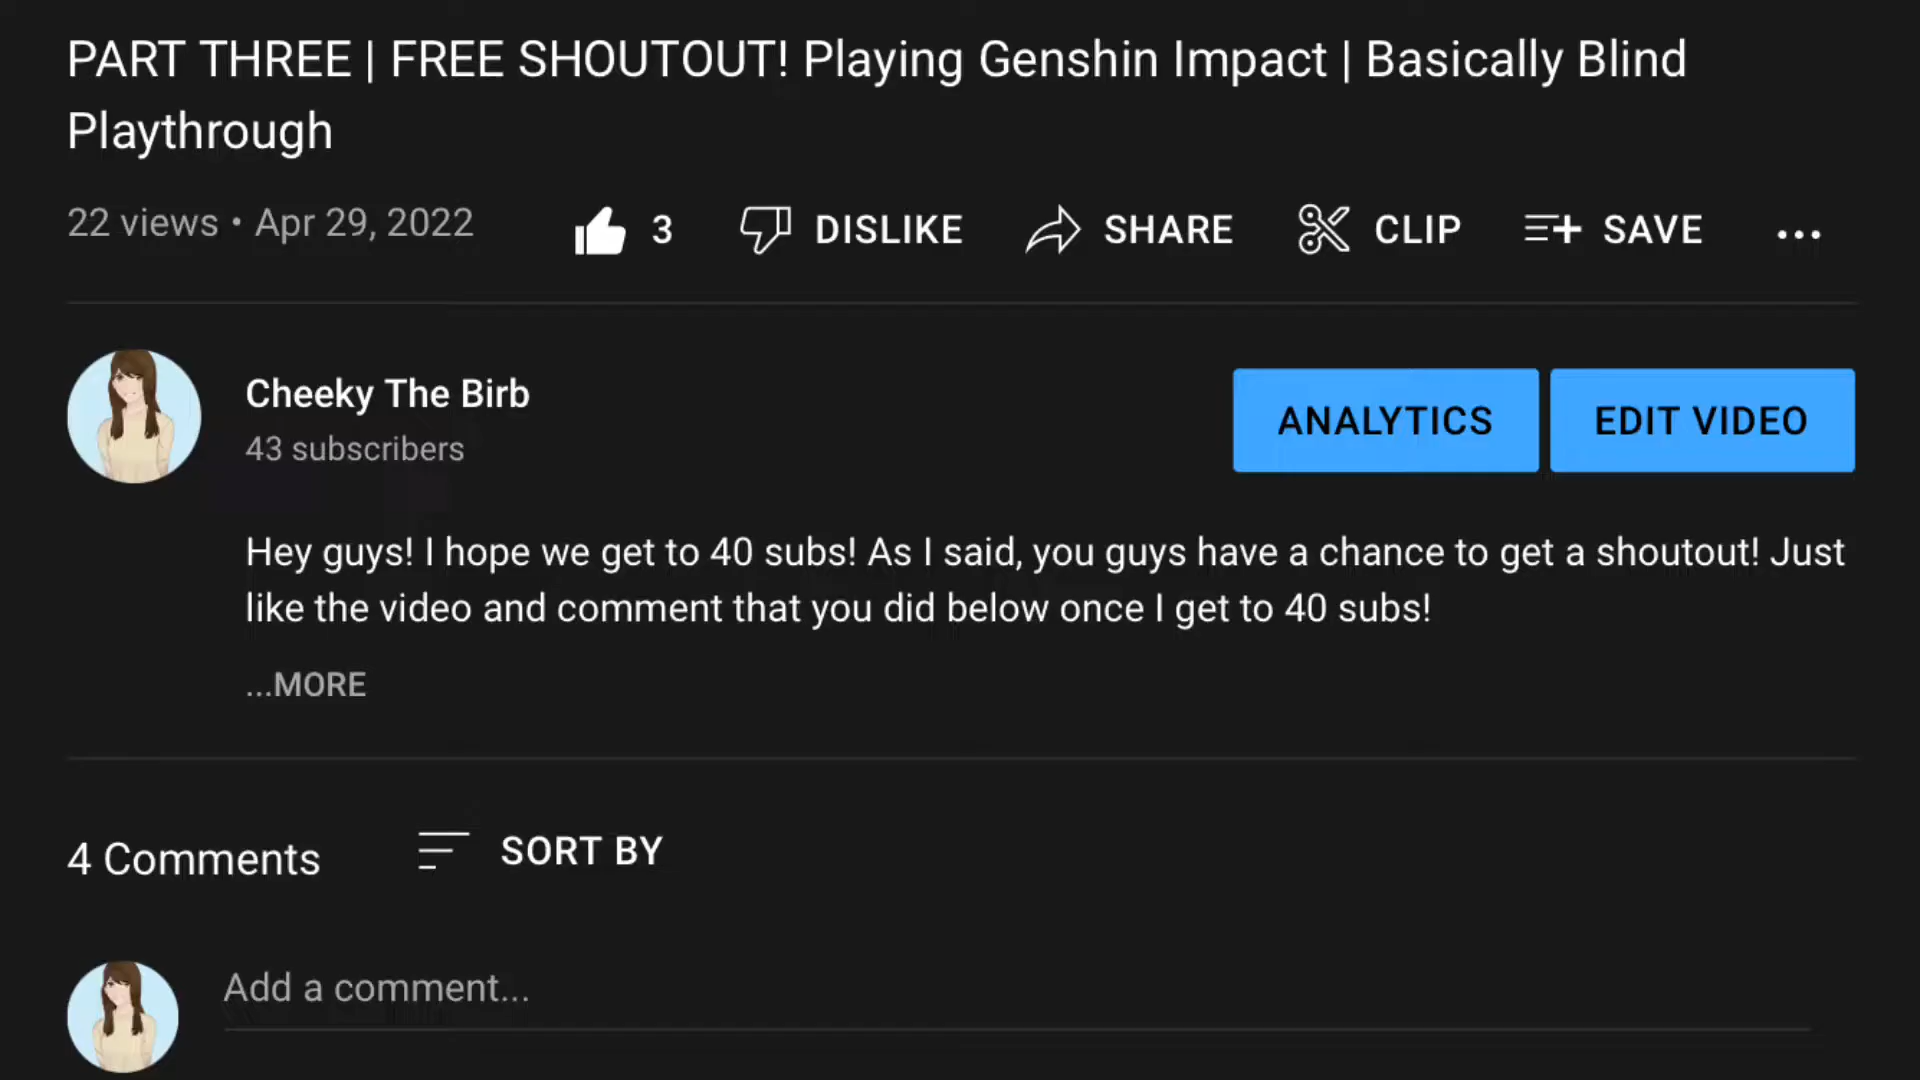 PART THREE | FREE SHOUTOUT! Playing Genshin Impact | Basically Blind
Playthrough
22 views • Apr 29, 2022 3 DISLIKE SHARE CLIP SAVE ...
Cheeky The Birb
43 subscribers
ANALYTICS EDIT VIDEO
Hey guys! I hope we get to 40 subs! As I said, you guys have a chance to get a shoutout! Just
like the video and comment that you did below once I get to 40 subs!
...MORE
4 Comments SORT BY
Add a comment...